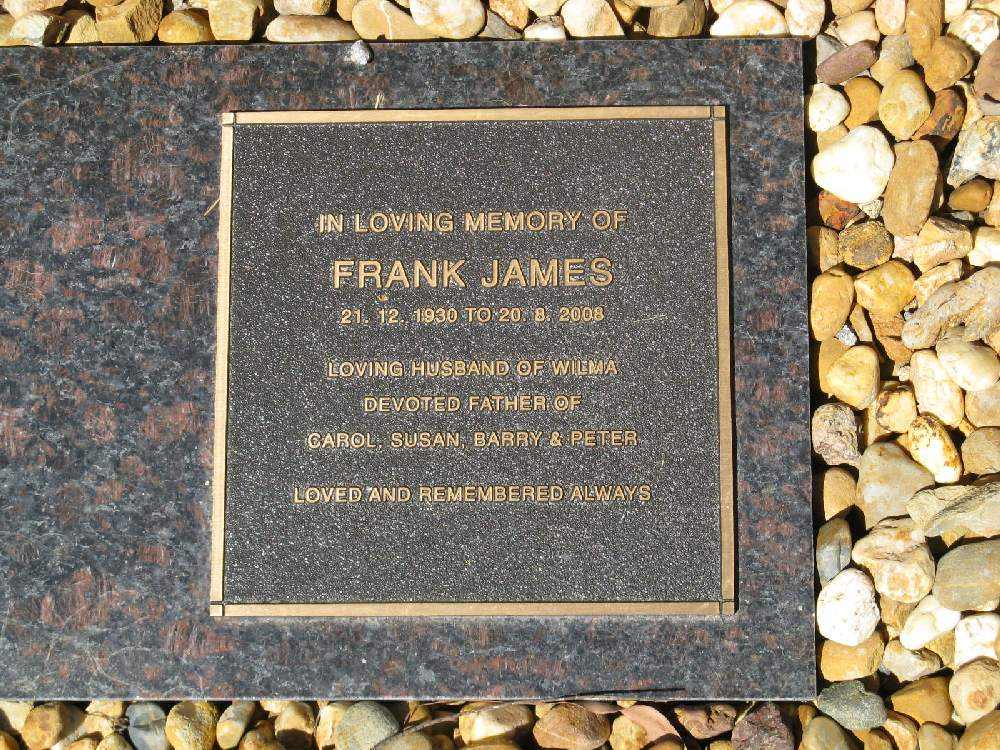 IN LOVING MEMORY OF
FRANK JAMES
21. 12. 1930 TO 20. 8. 2008
LOVING HUSBAND OF WILMA
DEVOTED FATHER OF
CAROL, SUSAN, BARRY & PETER
LOVED AND REMEMBERED ALWAYS